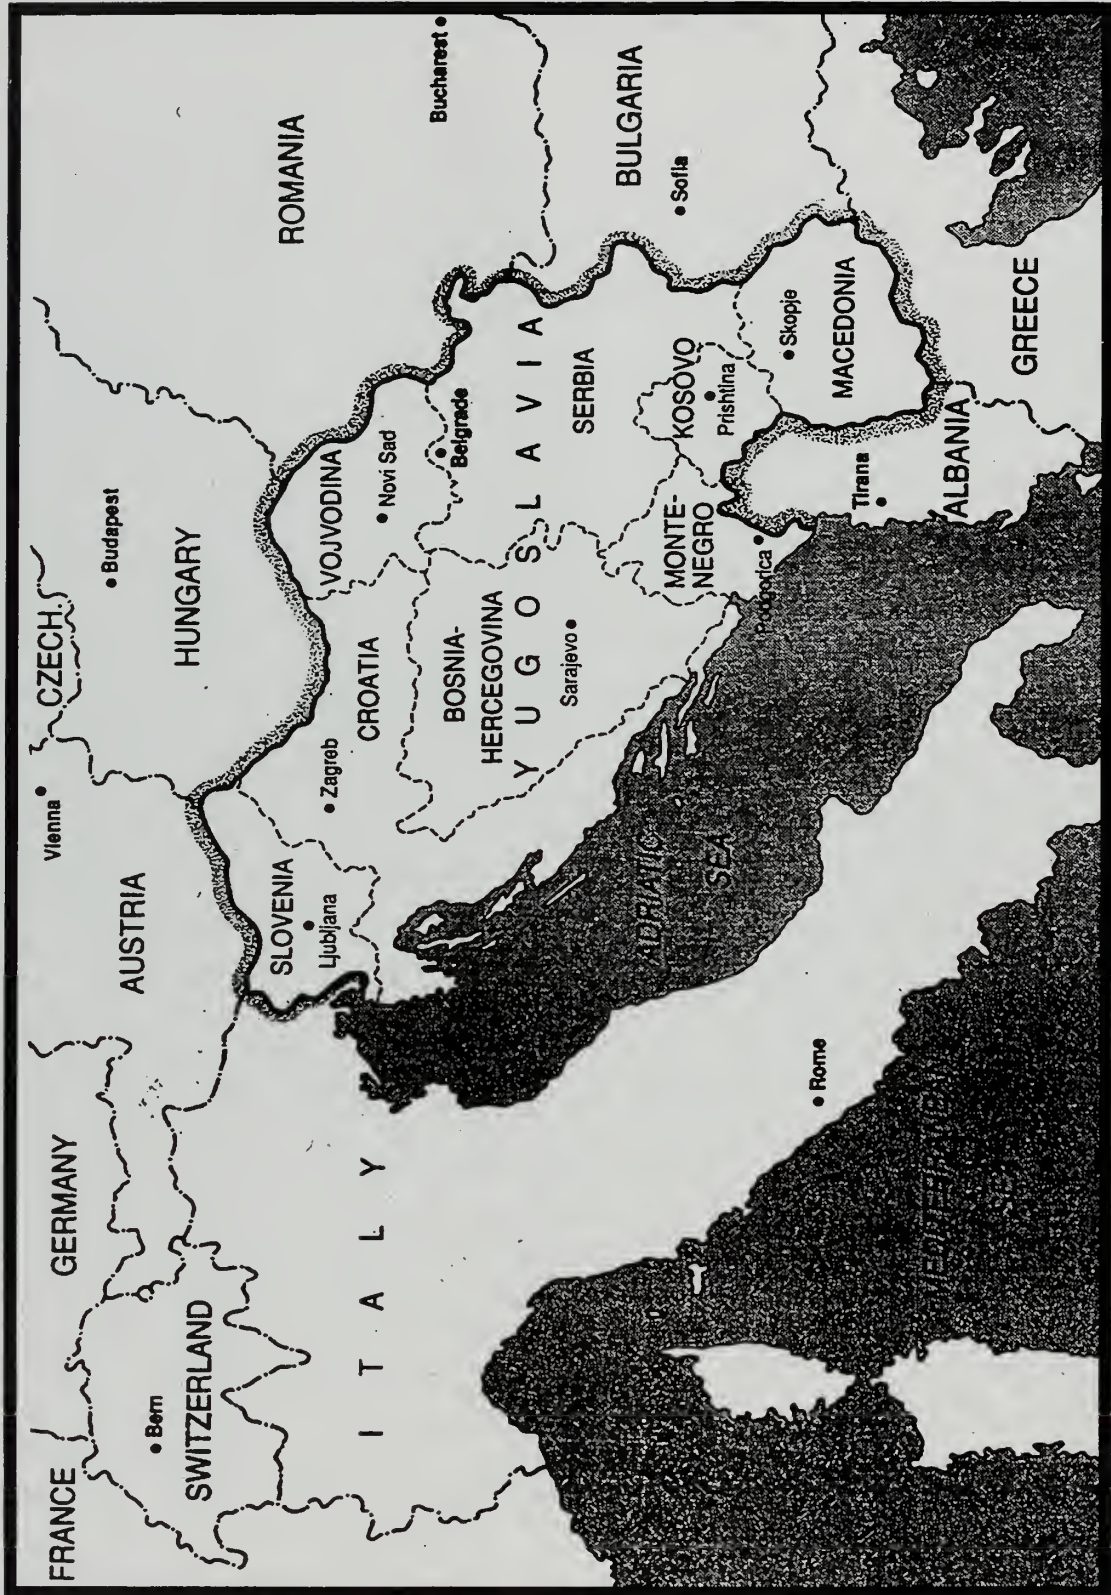 FRANCE
GERMANY
Bern
SWITZERLAND
AUSTRIA
Vienna
CZECH.
Budapest
HUNGARY
ROMANIA
Bucharest
ITALY
SLOVENIA
Ljubljana
Zagreb
CROATIA
VOJVODINA
Novi Sad
Belgrade
BOSNIA-
HERCEGOVINA
YUGOSLAVIA
Sarajevo
SERBIA
BULGARIA
Sofia
MONTE-
NEGRO
KOSOVO
Prishtina
Podgorica
Skopje
MACEDONIA
ADRIATIC
SEA
Rome
Tirana
ALBANIA
GREECE